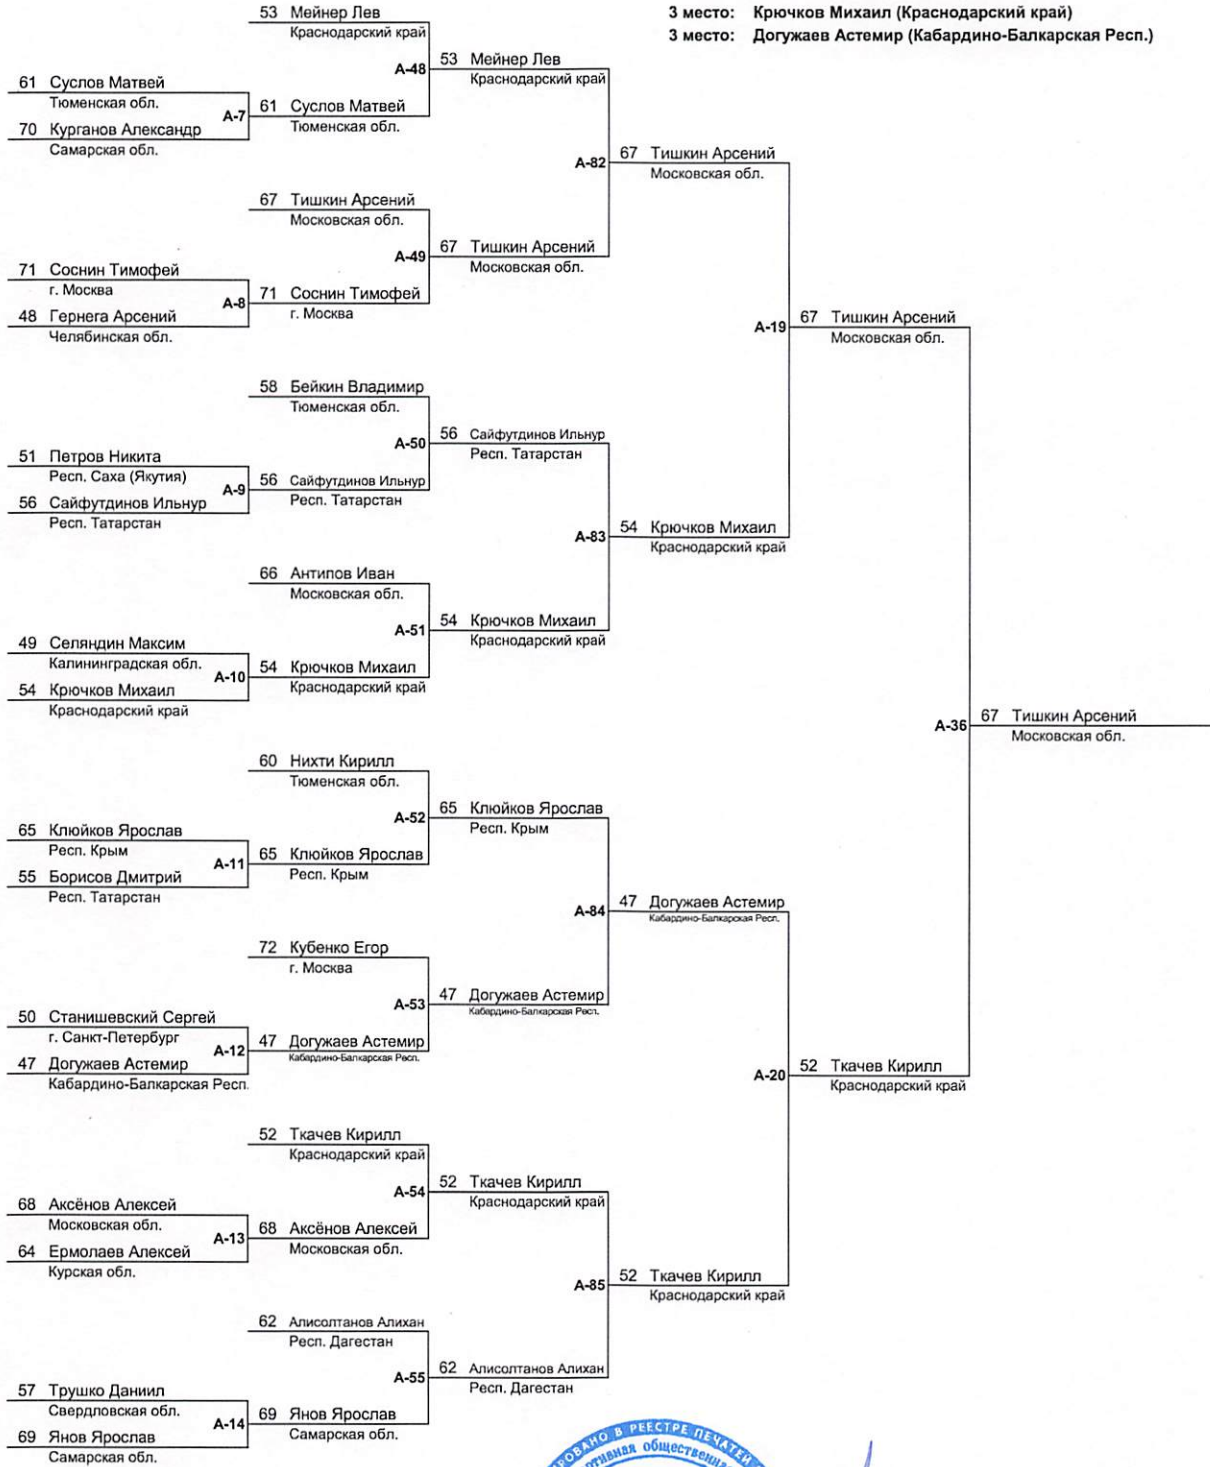 3 место: Крючков Михаил (Краснодарский край)
3 место: Догужаев Астемир (Кабардино-Балкарская Респ.)
53 Мейнер Лев
Краснодарский край
A-48
53 Мейнер Лев
Краснодарский край
61 Суслов Матвей
Тюменская обл.
A-7
61 Суслов Матвей
Тюменская обл.
70 Курганов Александр
Самарская обл.
A-82
67 Тишкин Арсений
Московская обл.
67 Тишкин Арсений
Московская обл.
A-49
67 Тишкин Арсений
Московская обл.
71 Соснин Тимофей
г. Москва
A-8
71 Соснин Тимофей
г. Москва
48 Гернега Арсений
Челябинская обл.
A-19
67 Тишкин Арсений
Московская обл.
58 Бейкин Владимир
Тюменская обл.
A-50
56 Сайфутдинов Ильнур
Респ. Татарстан
51 Петров Никита
Респ. Саха (Якутия)
A-9
56 Сайфутдинов Ильнур
Респ. Татарстан
56 Сайфутдинов Ильнур
Респ. Татарстан
A-83
54 Крючков Михаил
Краснодарский край
66 Антипов Иван
Московская обл.
A-51
54 Крючков Михаил
Краснодарский край
49 Селяндин Максим
Калининградская обл.
A-10
54 Крючков Михаил
Краснодарский край
54 Крючков Михаил
Краснодарский край
A-36
67 Тишкин Арсений
Московская обл.
60 Нихти Кирилл
Тюменская обл.
A-52
65 Клюйков Ярослав
Респ. Крым
65 Клюйков Ярослав
Респ. Крым
A-11
65 Клюйков Ярослав
Респ. Крым
55 Борисов Дмитрий
Респ. Татарстан
A-84
47 Догужаев Астемир
Кабардино-Балкарская Респ.
72 Кубенко Егор
г. Москва
A-53
47 Догужаев Астемир
Кабардино-Балкарская Респ.
50 Станишевский Сергей
г. Санкт-Петербург
A-12
47 Догужаев Астемир
Кабардино-Балкарская Респ.
47 Догужаев Астемир
Кабардино-Балкарская Респ.
A-20
52 Ткачев Кирилл
Краснодарский край
52 Ткачев Кирилл
Краснодарский край
A-54
52 Ткачев Кирилл
Краснодарский край
68 Аксёнов Алексей
Московская обл.
A-13
68 Аксёнов Алексей
Московская обл.
64 Ермолаев Алексей
Курская обл.
A-85
52 Ткачев Кирилл
Краснодарский край
62 Алисолтанов Алихан
Респ. Дагестан
A-55
62 Алисолтанов Алихан
Респ. Дагестан
57 Трушко Даниил
Свердловская обл.
A-14
69 Янов Ярослав
Самарская обл.
69 Янов Ярослав
Самарская обл.
В РЕЕСТРЕ ПЕЧАТЕЙ